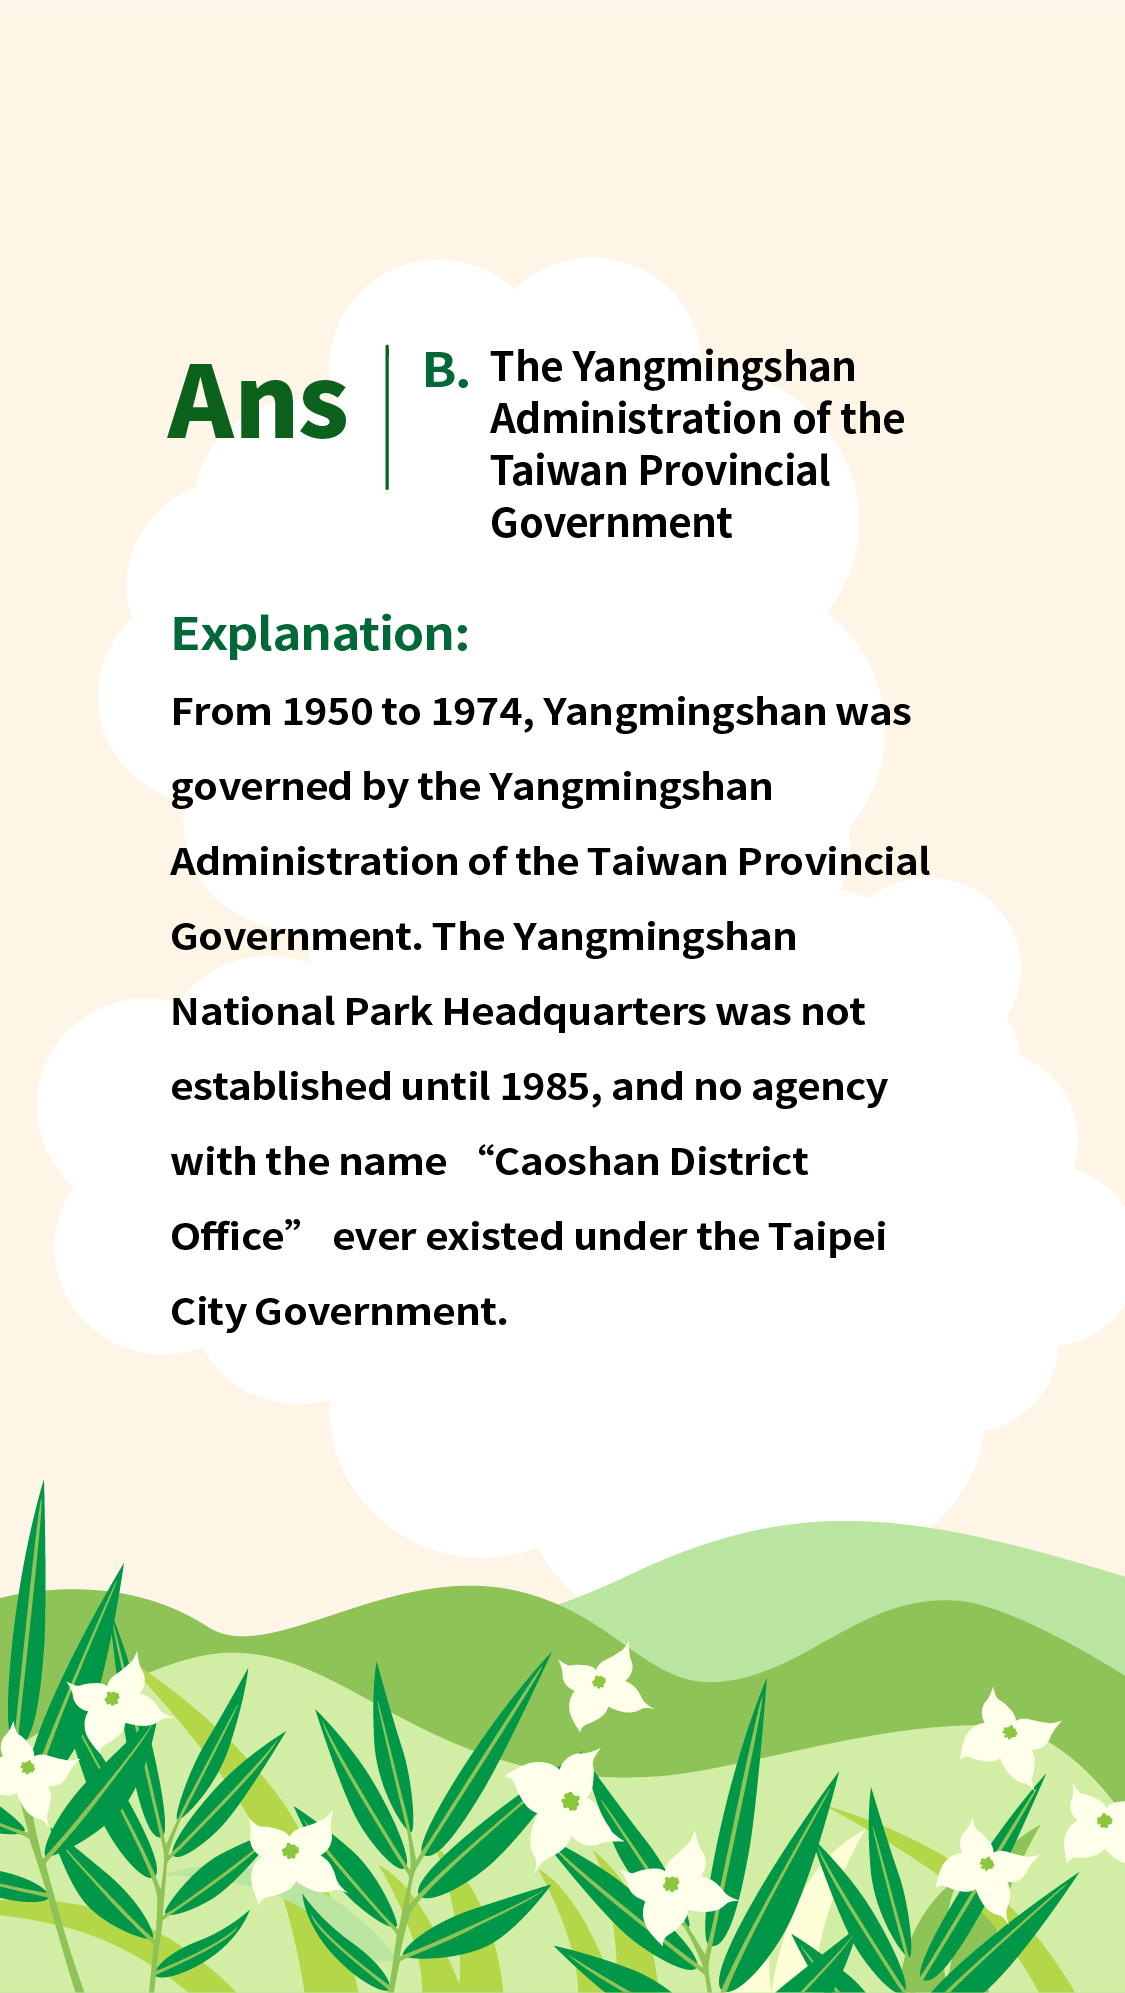 Ans
B. The Yangmingshan
Administration of the
Taiwan Provincial
Government
Explanation:
From 1950 to 1974, Yangmingshan was
governed by the Yangmingshan
Administration of the Taiwan Provincial
Government. The Yangmingshan
National Park Headquarters was not
established until 1985, and no agency
with the name “Caoshan District
Office” ever existed under the Taipei
City Government.